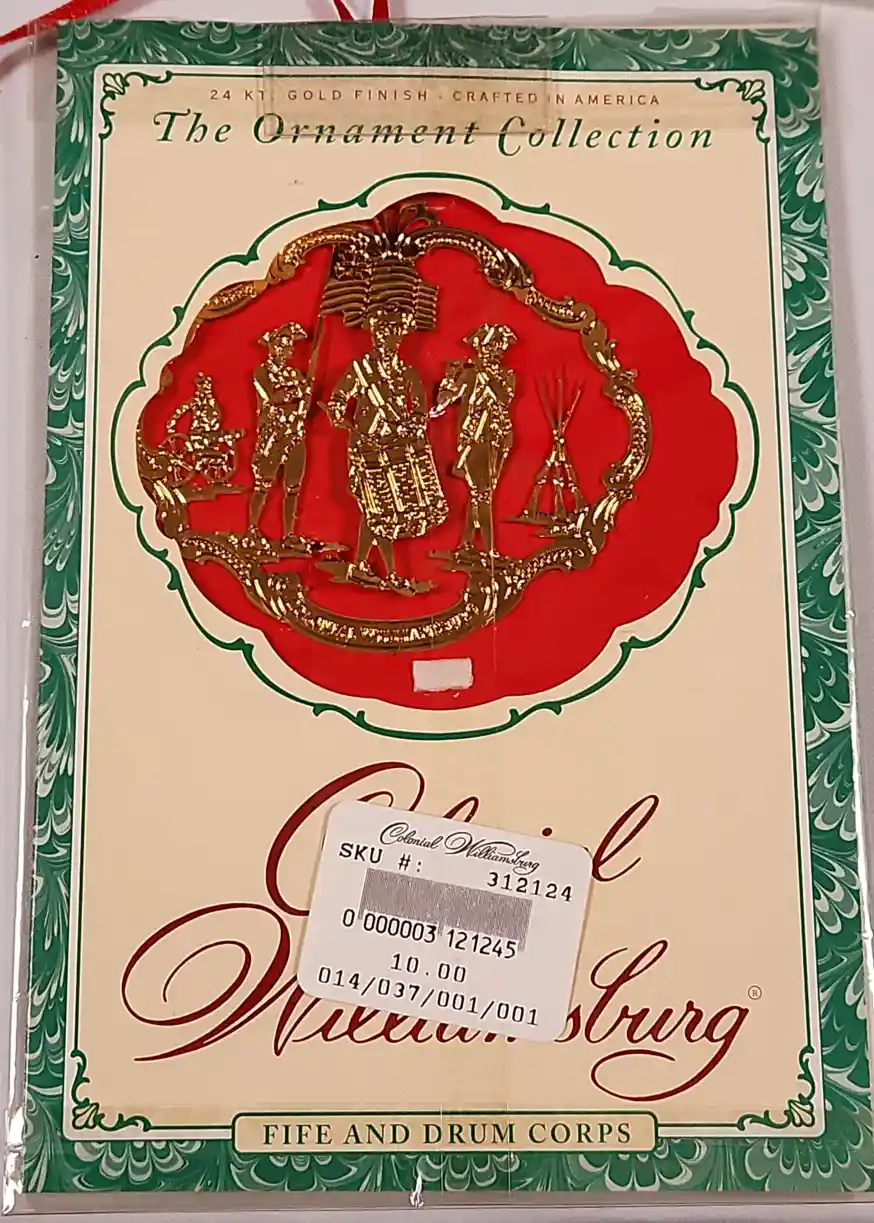 24 KT. GOLD FINISH · CRAFTED IN AMERICA
The Ornament Collection
Colonial
Williamsburg®
Colonial Williamsburg
SKU #:
312124
0 000003 121245
10.00
014/037/001/001
FIFE AND DRUM CORPS